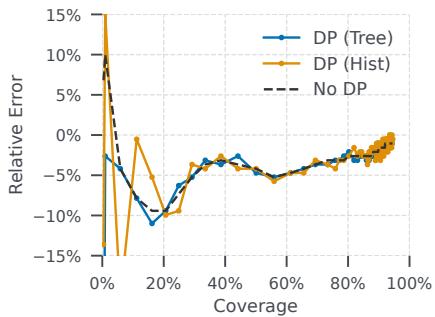 15%
10%
5%
0%
−5%
−10%
−15%
Relative Error
DP (Tree)
DP (Hist)
No DP
0% 20% 40% 60% 80% 100%
Coverage